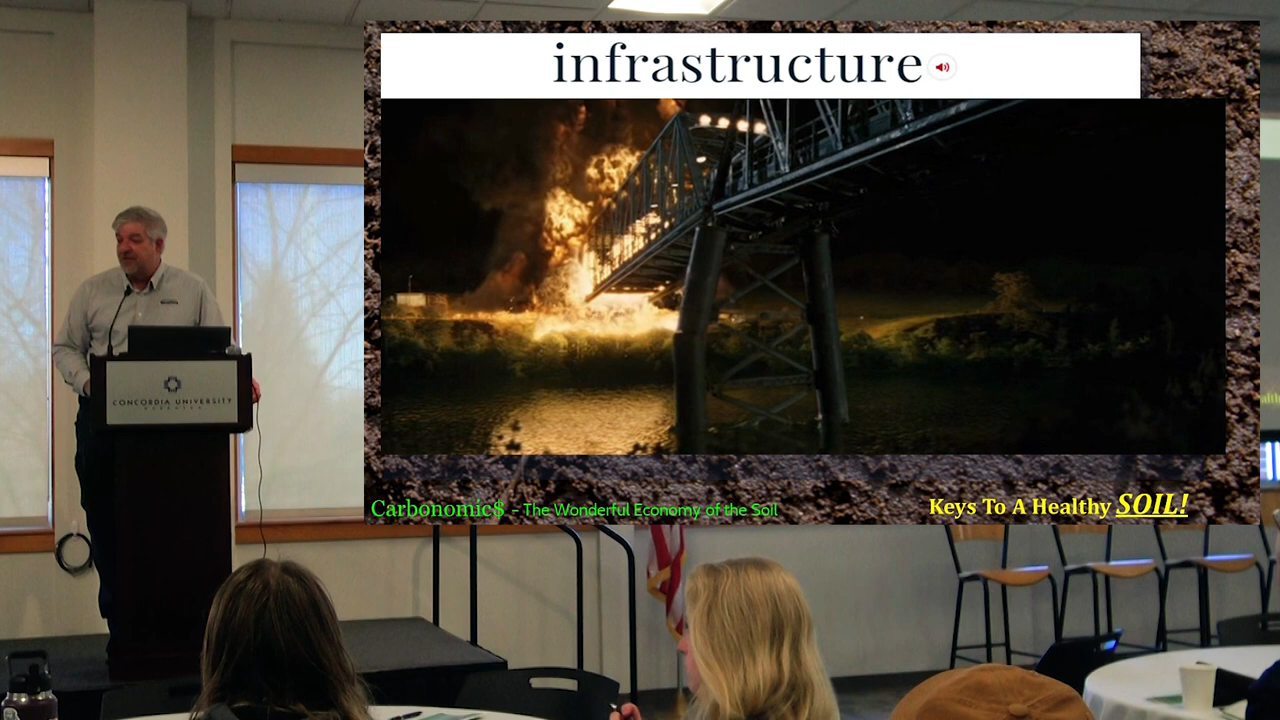 infrastructure
CONCORDIA UNIVERSITY
Carbonomic$ - The Wonderful Economy of the Soil
Keys To A Healthy SOIL!